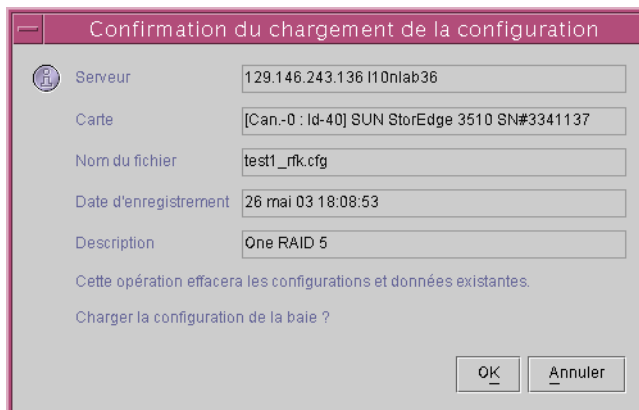 Confirmation du chargement de la configuration
Serveur 129.146.243.136 l10nlab36
Carte [Can.-0 : Id-40] SUN StorEdge 3510 SN#3341137
Nom du fichier test1_rfk.cfg
Date d'enregistrement 26 mai 03 18:08:53
Description One RAID 5
Cette opération effacera les configurations et données existantes.
Charger la configuration de la baie ?
OK Annuler